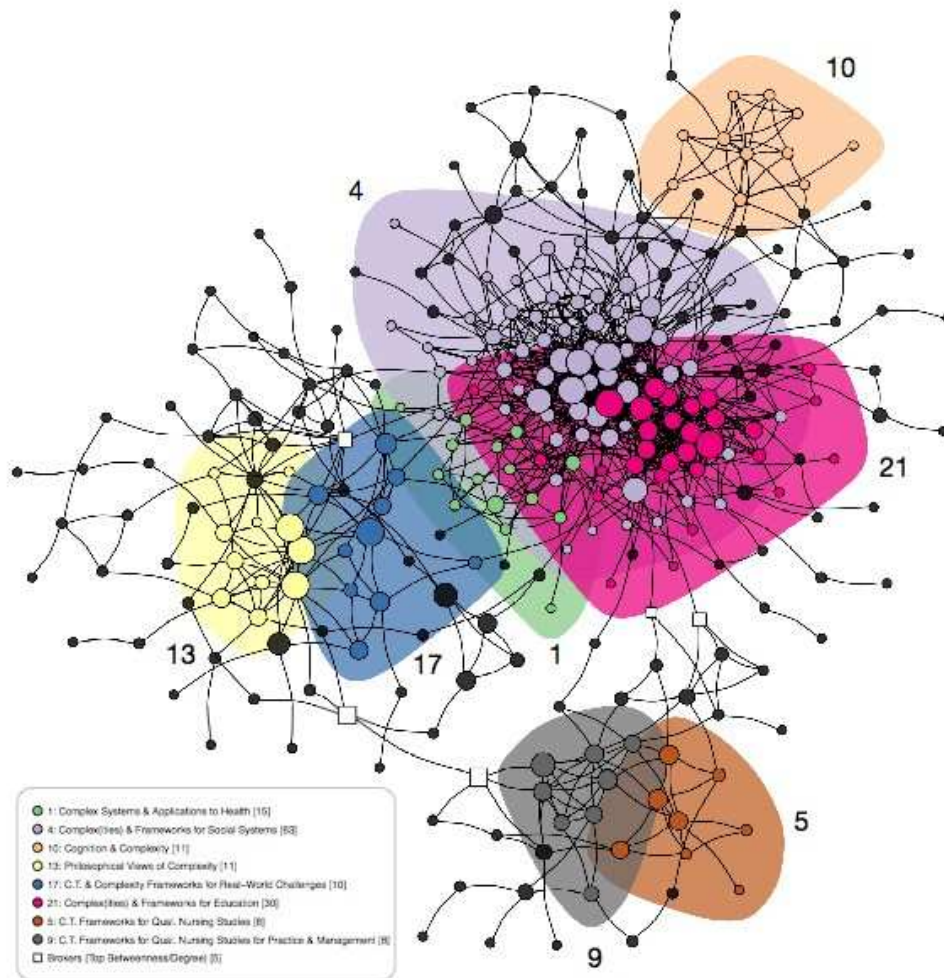 10
4
21
13
17
1
5
9
1: Complex Systems & Applications to Health [15]
4: Complex(ities) & Frameworks for Social Systems [63]
10: Cognition & Complexity [11]
13: Philosophical Views of Complexity [11]
17: C.T. & Complexity Frameworks for Real-World Challenges [10]
21: Complex(ities) & Frameworks for Education [30]
5: C.T. Frameworks for Qual. Nursing Studies [8]
9: C.T. Frameworks for Qual. Nursing Studies for Practice & Management [8]
Brokers (Top Betweenness/Degree) [5]